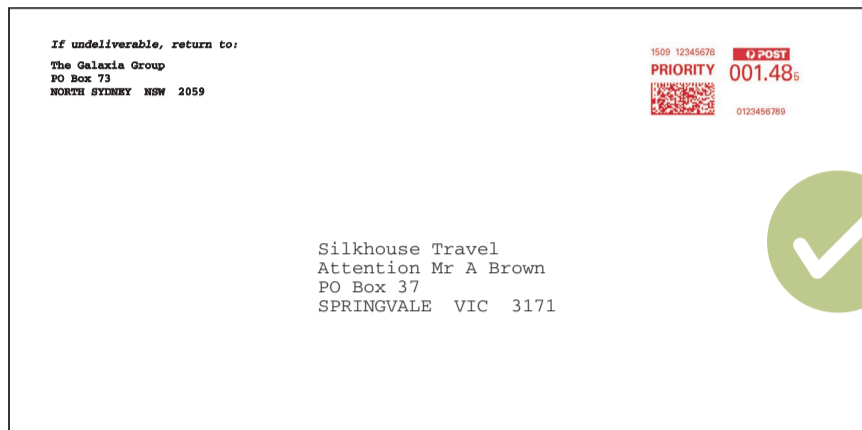 If undeliverable, return to:
The Galaxia Group
PO Box 73
NORTH SYDNEY NSW 2059
1509 12345678 POST
PRIORITY 001.485
0123456789
Silkhouse Travel
Attention Mr A Brown
PO Box 37
SPRINGVALE VIC 3171